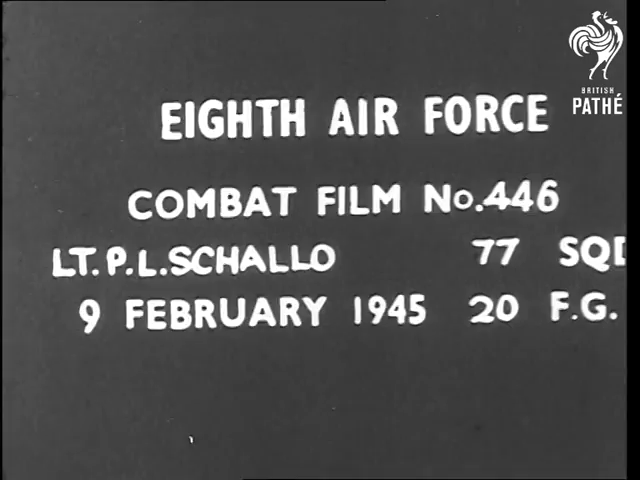 BRITISH
PATHÉ
EIGHTH AIR FORCE
COMBAT FILM No.446
LT. P.L. SCHALLO 77 SQD
9 FEBRUARY 1945 20 F.G.